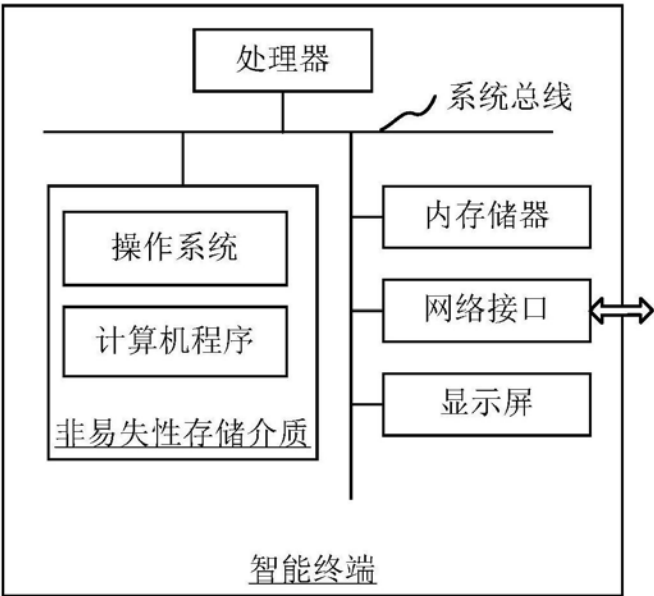 处理器
系统总线
操作系统
计算机程序
非易失性存储介质
内存储器
网络接口
显示屏
智能终端